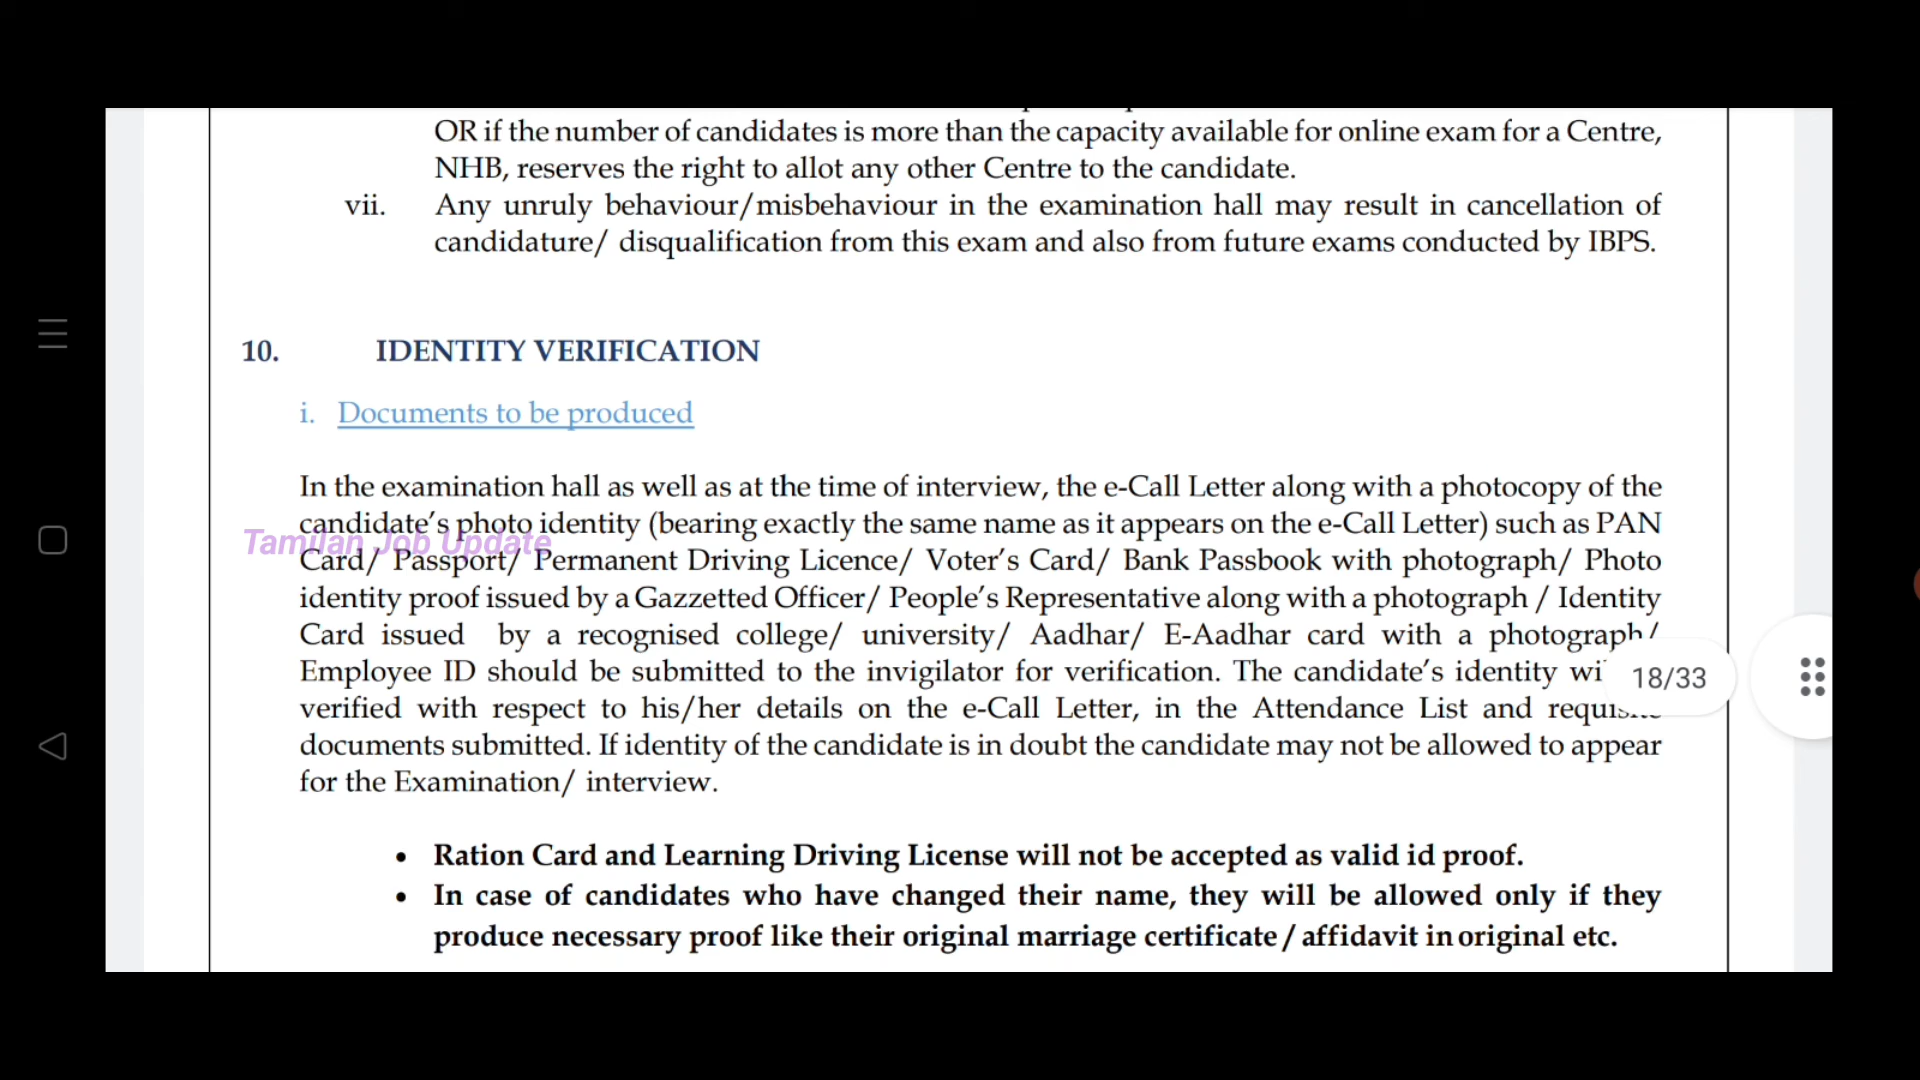 OR if the number of candidates is more than the capacity available for online exam for a Centre,
NHB, reserves the right to allot any other Centre to the candidate.
vii. Any unruly behaviour/misbehaviour in the examination hall may result in cancellation of
candidature/ disqualification from this exam and also from future exams conducted by IBPS.
10. IDENTITY VERIFICATION
i. Documents to be produced
In the examination hall as well as at the time of interview, the e-Call Letter along with a photocopy of the
candidate's photo identity (bearing exactly the same name as it appears on the e-Call Letter) such as PAN
Tamilan Job Update
Card/ Passport/ Permanent Driving Licence/ Voter's Card/ Bank Passbook with photograph/ Photo
identity proof issued by a Gazzetted Officer/ People's Representative along with a photograph / Identity
Card issued by a recognised college/ university/ Aadhar/ E-Aadhar card with a photograph/
Employee ID should be submitted to the invigilator for verification. The candidate's identity
18/33
verified with respect to his/her details on the e-Call Letter, in the Attendance List and
documents submitted. If identity of the candidate is in doubt the candidate may not be allowed to appear
for the Examination/ interview.
• Ration Card and Learning Driving License will not be accepted as valid id proof.
• In case of candidates who have changed their name, they will be allowed only if they
produce necessary proof like their original marriage certificate / affidavit in original etc.